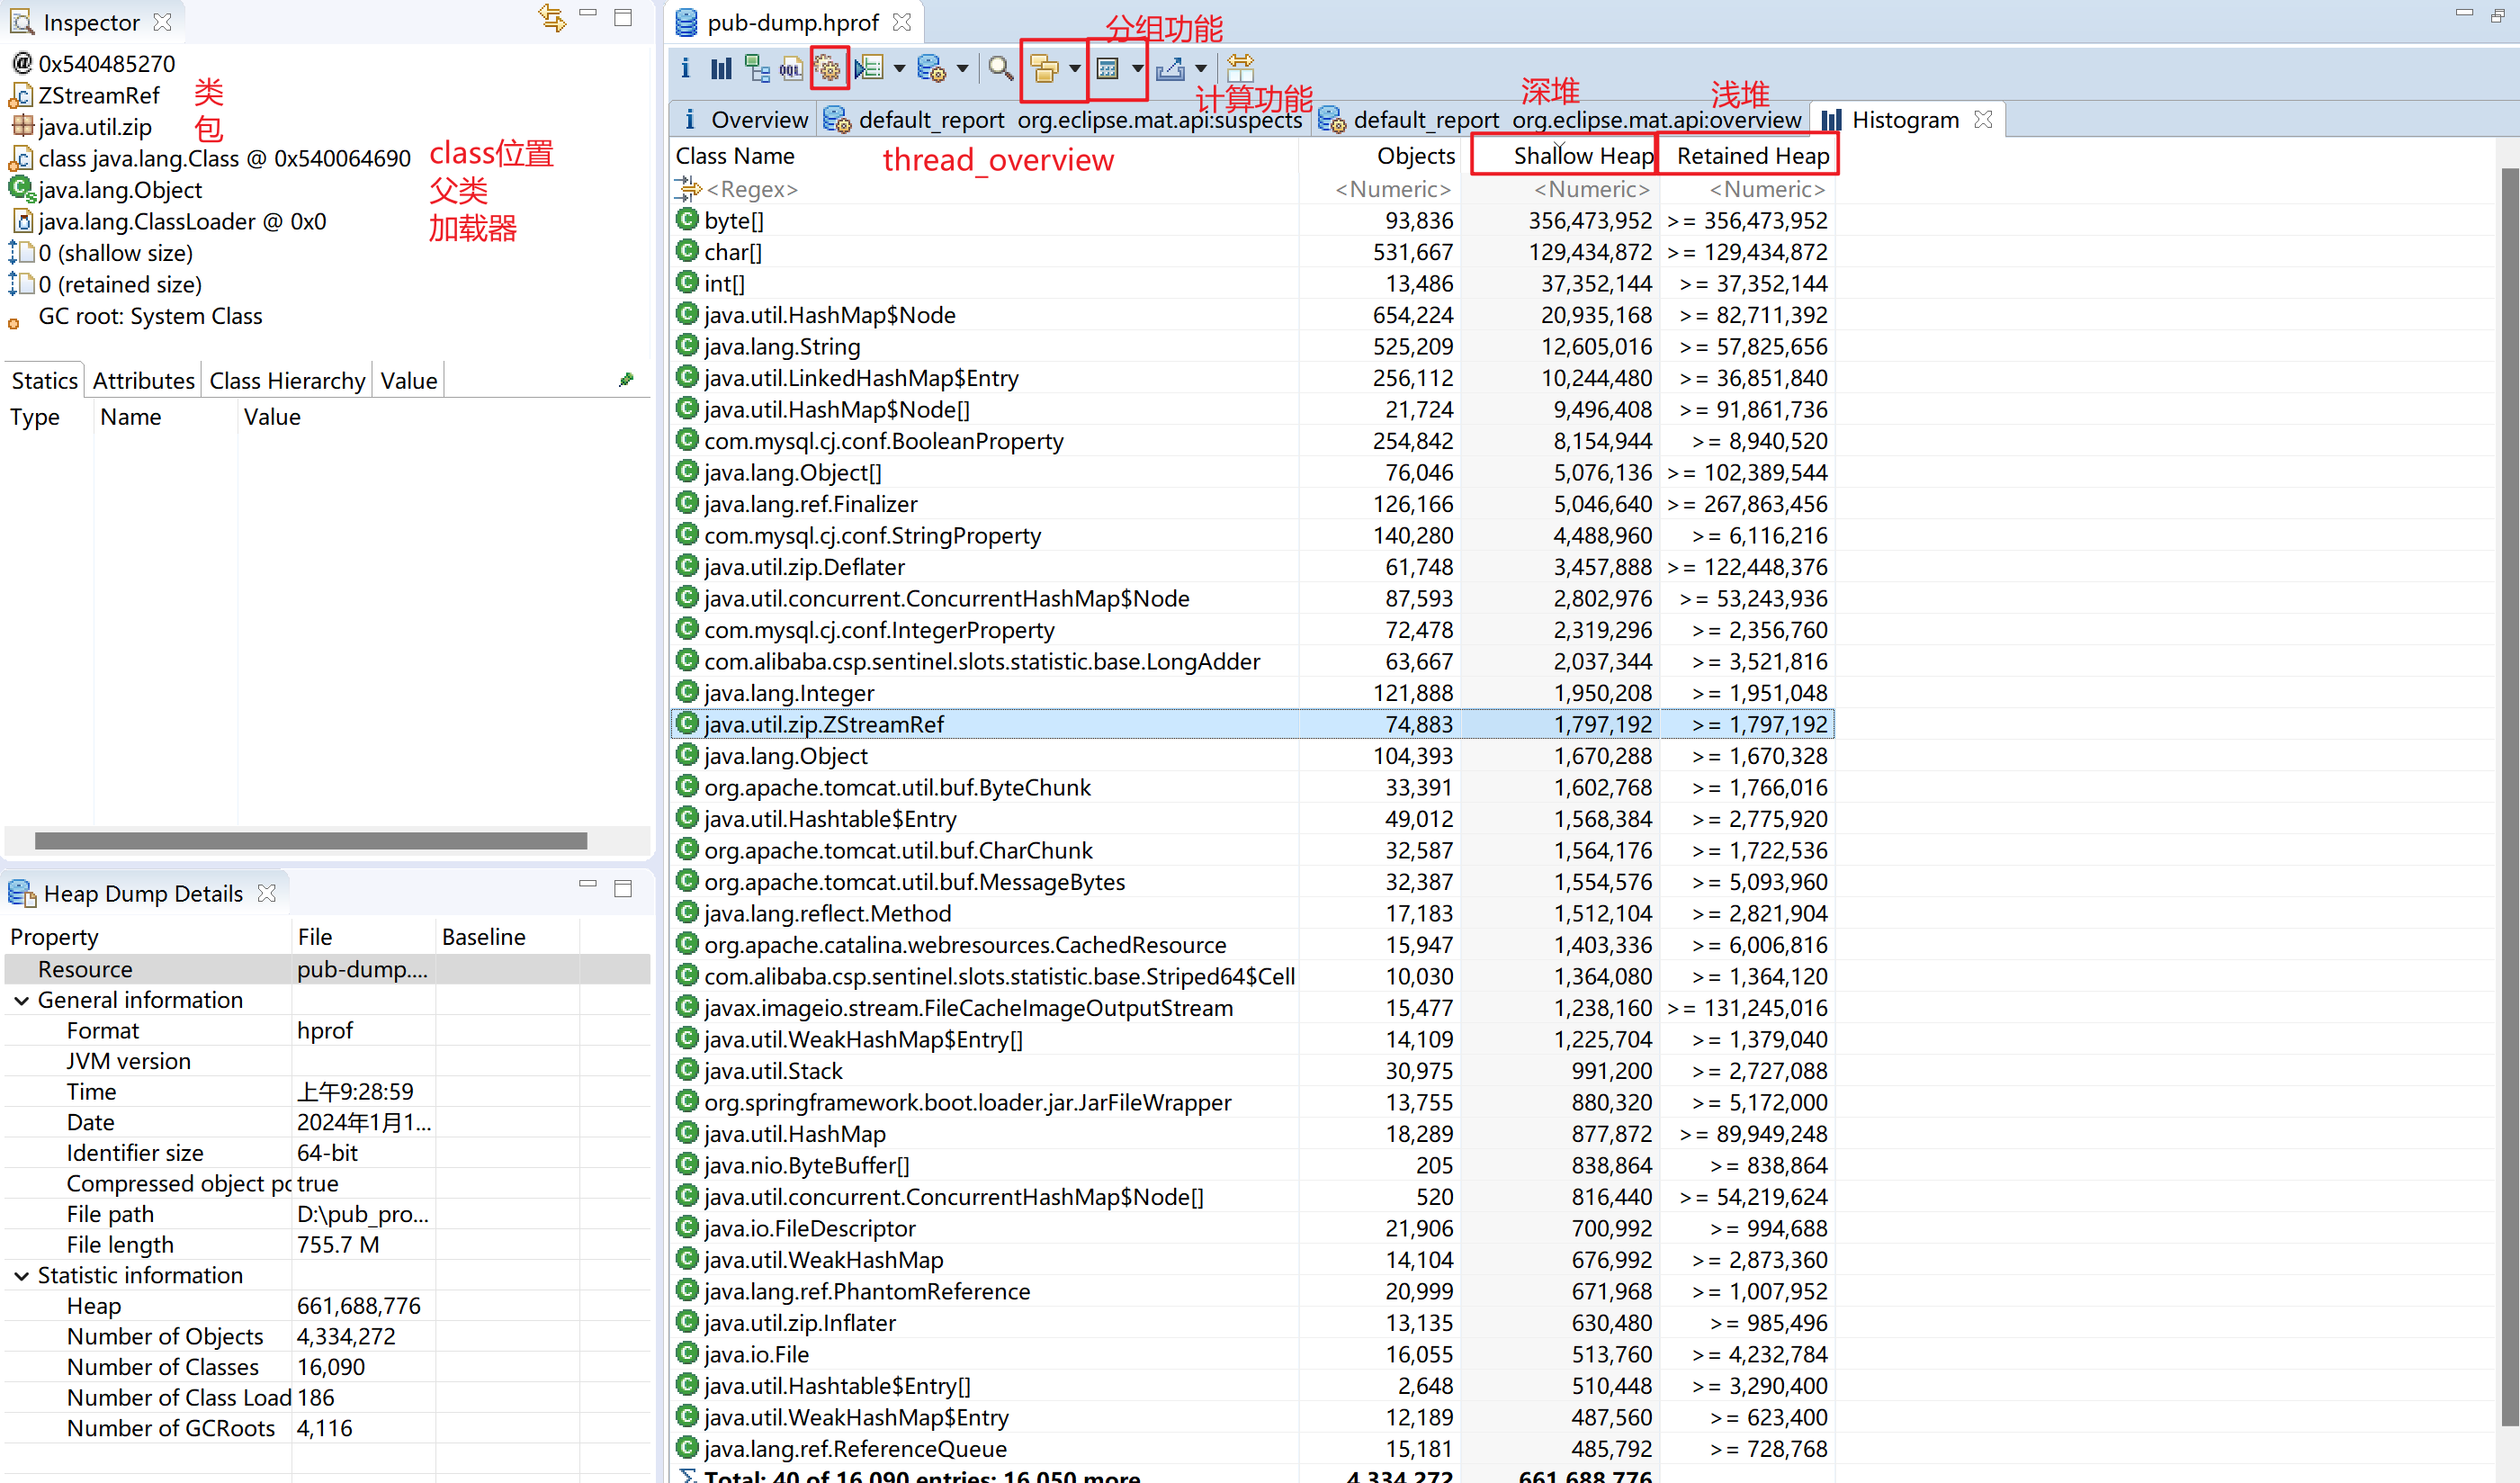 Inspector
0x540485270
ZStreamRef 类
java.util.zip 包
class java.lang.Class @ 0x540064690 class位置
java.lang.Object 父类
java.lang.ClassLoader @ 0x0 加载器
0 (shallow size)
0 (retained size)
GC root: System Class
Statics Attributes Class Hierarchy Value
Type Name Value
Heap Dump Details
Property File Baseline
Resource pub-dump....
General information
Format hprof
JVM version
Time 上午9:28:59
Date 2024年1月1...
Identifier size 64-bit
Compressed object pc true
File path D:\pub_pro...
File length 755.7 M
Statistic information
Heap 661,688,776
Number of Objects 4,334,272
Number of Classes 16,090
Number of Class Load 186
Number of GCRoots 4,116
pub-dump.hprof
分组功能
OQL
计算功能 深堆 浅堆
Overview default_report org.eclipse.mat.api:suspects default_report org.eclipse.mat.api:overview Histogram
Class Name thread_overview Objects Shallow Heap Retained Heap
<Regex> <Numeric> <Numeric> <Numeric>
byte[] 93,836 356,473,952 >= 356,473,952
char[] 531,667 129,434,872 >= 129,434,872
int[] 13,486 37,352,144 >= 37,352,144
java.util.HashMap$Node 654,224 20,935,168 >= 82,711,392
java.lang.String 525,209 12,605,016 >= 57,825,656
java.util.LinkedHashMap$Entry 256,112 10,244,480 >= 36,851,840
java.util.HashMap$Node[] 21,724 9,496,408 >= 91,861,736
com.mysql.cj.conf.BooleanProperty 254,842 8,154,944 >= 8,940,520
java.lang.Object[] 76,046 5,076,136 >= 102,389,544
java.lang.ref.Finalizer 126,166 5,046,640 >= 267,863,456
com.mysql.cj.conf.StringProperty 140,280 4,488,960 >= 6,116,216
java.util.zip.Deflater 61,748 3,457,888 >= 122,448,376
java.util.concurrent.ConcurrentHashMap$Node 87,593 2,802,976 >= 53,243,936
com.mysql.cj.conf.IntegerProperty 72,478 2,319,296 >= 2,356,760
com.alibaba.csp.sentinel.slots.statistic.base.LongAdder 63,667 2,037,344 >= 3,521,816
java.lang.Integer 121,888 1,950,208 >= 1,951,048
java.util.zip.ZStreamRef 74,883 1,797,192 >= 1,797,192
java.lang.Object 104,393 1,670,288 >= 1,670,328
org.apache.tomcat.util.buf.ByteChunk 33,391 1,602,768 >= 1,766,016
java.util.Hashtable$Entry 49,012 1,568,384 >= 2,775,920
org.apache.tomcat.util.buf.CharChunk 32,587 1,564,176 >= 1,722,536
org.apache.tomcat.util.buf.MessageBytes 32,387 1,554,576 >= 5,093,960
java.lang.reflect.Method 17,183 1,512,104 >= 2,821,904
org.apache.catalina.webresources.CachedResource 15,947 1,403,336 >= 6,006,816
com.alibaba.csp.sentinel.slots.statistic.base.Striped64$Cell 10,030 1,364,080 >= 1,364,120
javax.imageio.stream.FileCacheImageOutputStream 15,477 1,238,160 >= 131,245,016
java.util.WeakHashMap$Entry[] 14,109 1,225,704 >= 1,379,040
java.util.Stack 30,975 991,200 >= 2,727,088
org.springframework.boot.loader.jar.JarFileWrapper 13,755 880,320 >= 5,172,000
java.util.HashMap 18,289 877,872 >= 89,949,248
java.nio.ByteBuffer[] 205 838,864 >= 838,864
java.util.concurrent.ConcurrentHashMap$Node[] 520 816,440 >= 54,219,624
java.io.FileDescriptor 21,906 700,992 >= 994,688
java.util.WeakHashMap 14,104 676,992 >= 2,873,360
java.lang.ref.PhantomReference 20,999 671,968 >= 1,007,952
java.util.zip.Inflater 13,135 630,480 >= 985,496
java.io.File 16,055 513,760 >= 4,232,784
java.util.Hashtable$Entry[] 2,648 510,448 >= 3,290,400
java.util.WeakHashMap$Entry 12,189 487,560 >= 623,400
java.lang.ref.ReferenceQueue 15,181 485,792 >= 728,768
Total: 40 of 16,090 entries; 16,050 more 4,334,272 661,688,776